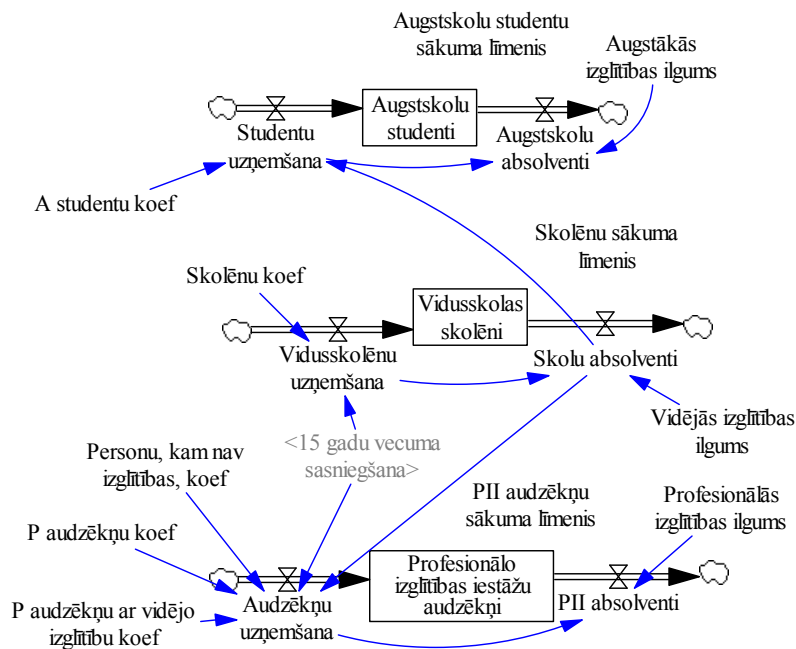 Augstskolu studentu
sākuma līmenis
Augstākās
izglītības ilgums
Augstskolu
studenti
Studentu
uzņemšana
Augstskolu
absolventi
A studentu koef
Skolēnu sākuma
līmenis
Skolēnu koef
Vidusskolas
skolēni
Vidusskolēnu
uzņemšana
Skolu absolventi
Vidējās izglītības
ilgums
<15 gadu vecuma
sasniegšana>
Personu, kam nav
izglītības, koef
PII audzēkņu
sākuma līmenis
Profesionālās
izglītības ilgums
P audzēkņu koef
Profesionālo
izglītības iestāžu
audzēkņi
Audzēkņu
uzņemšana
PII absolventi
P audzēkņu ar vidējo
izglītību koef